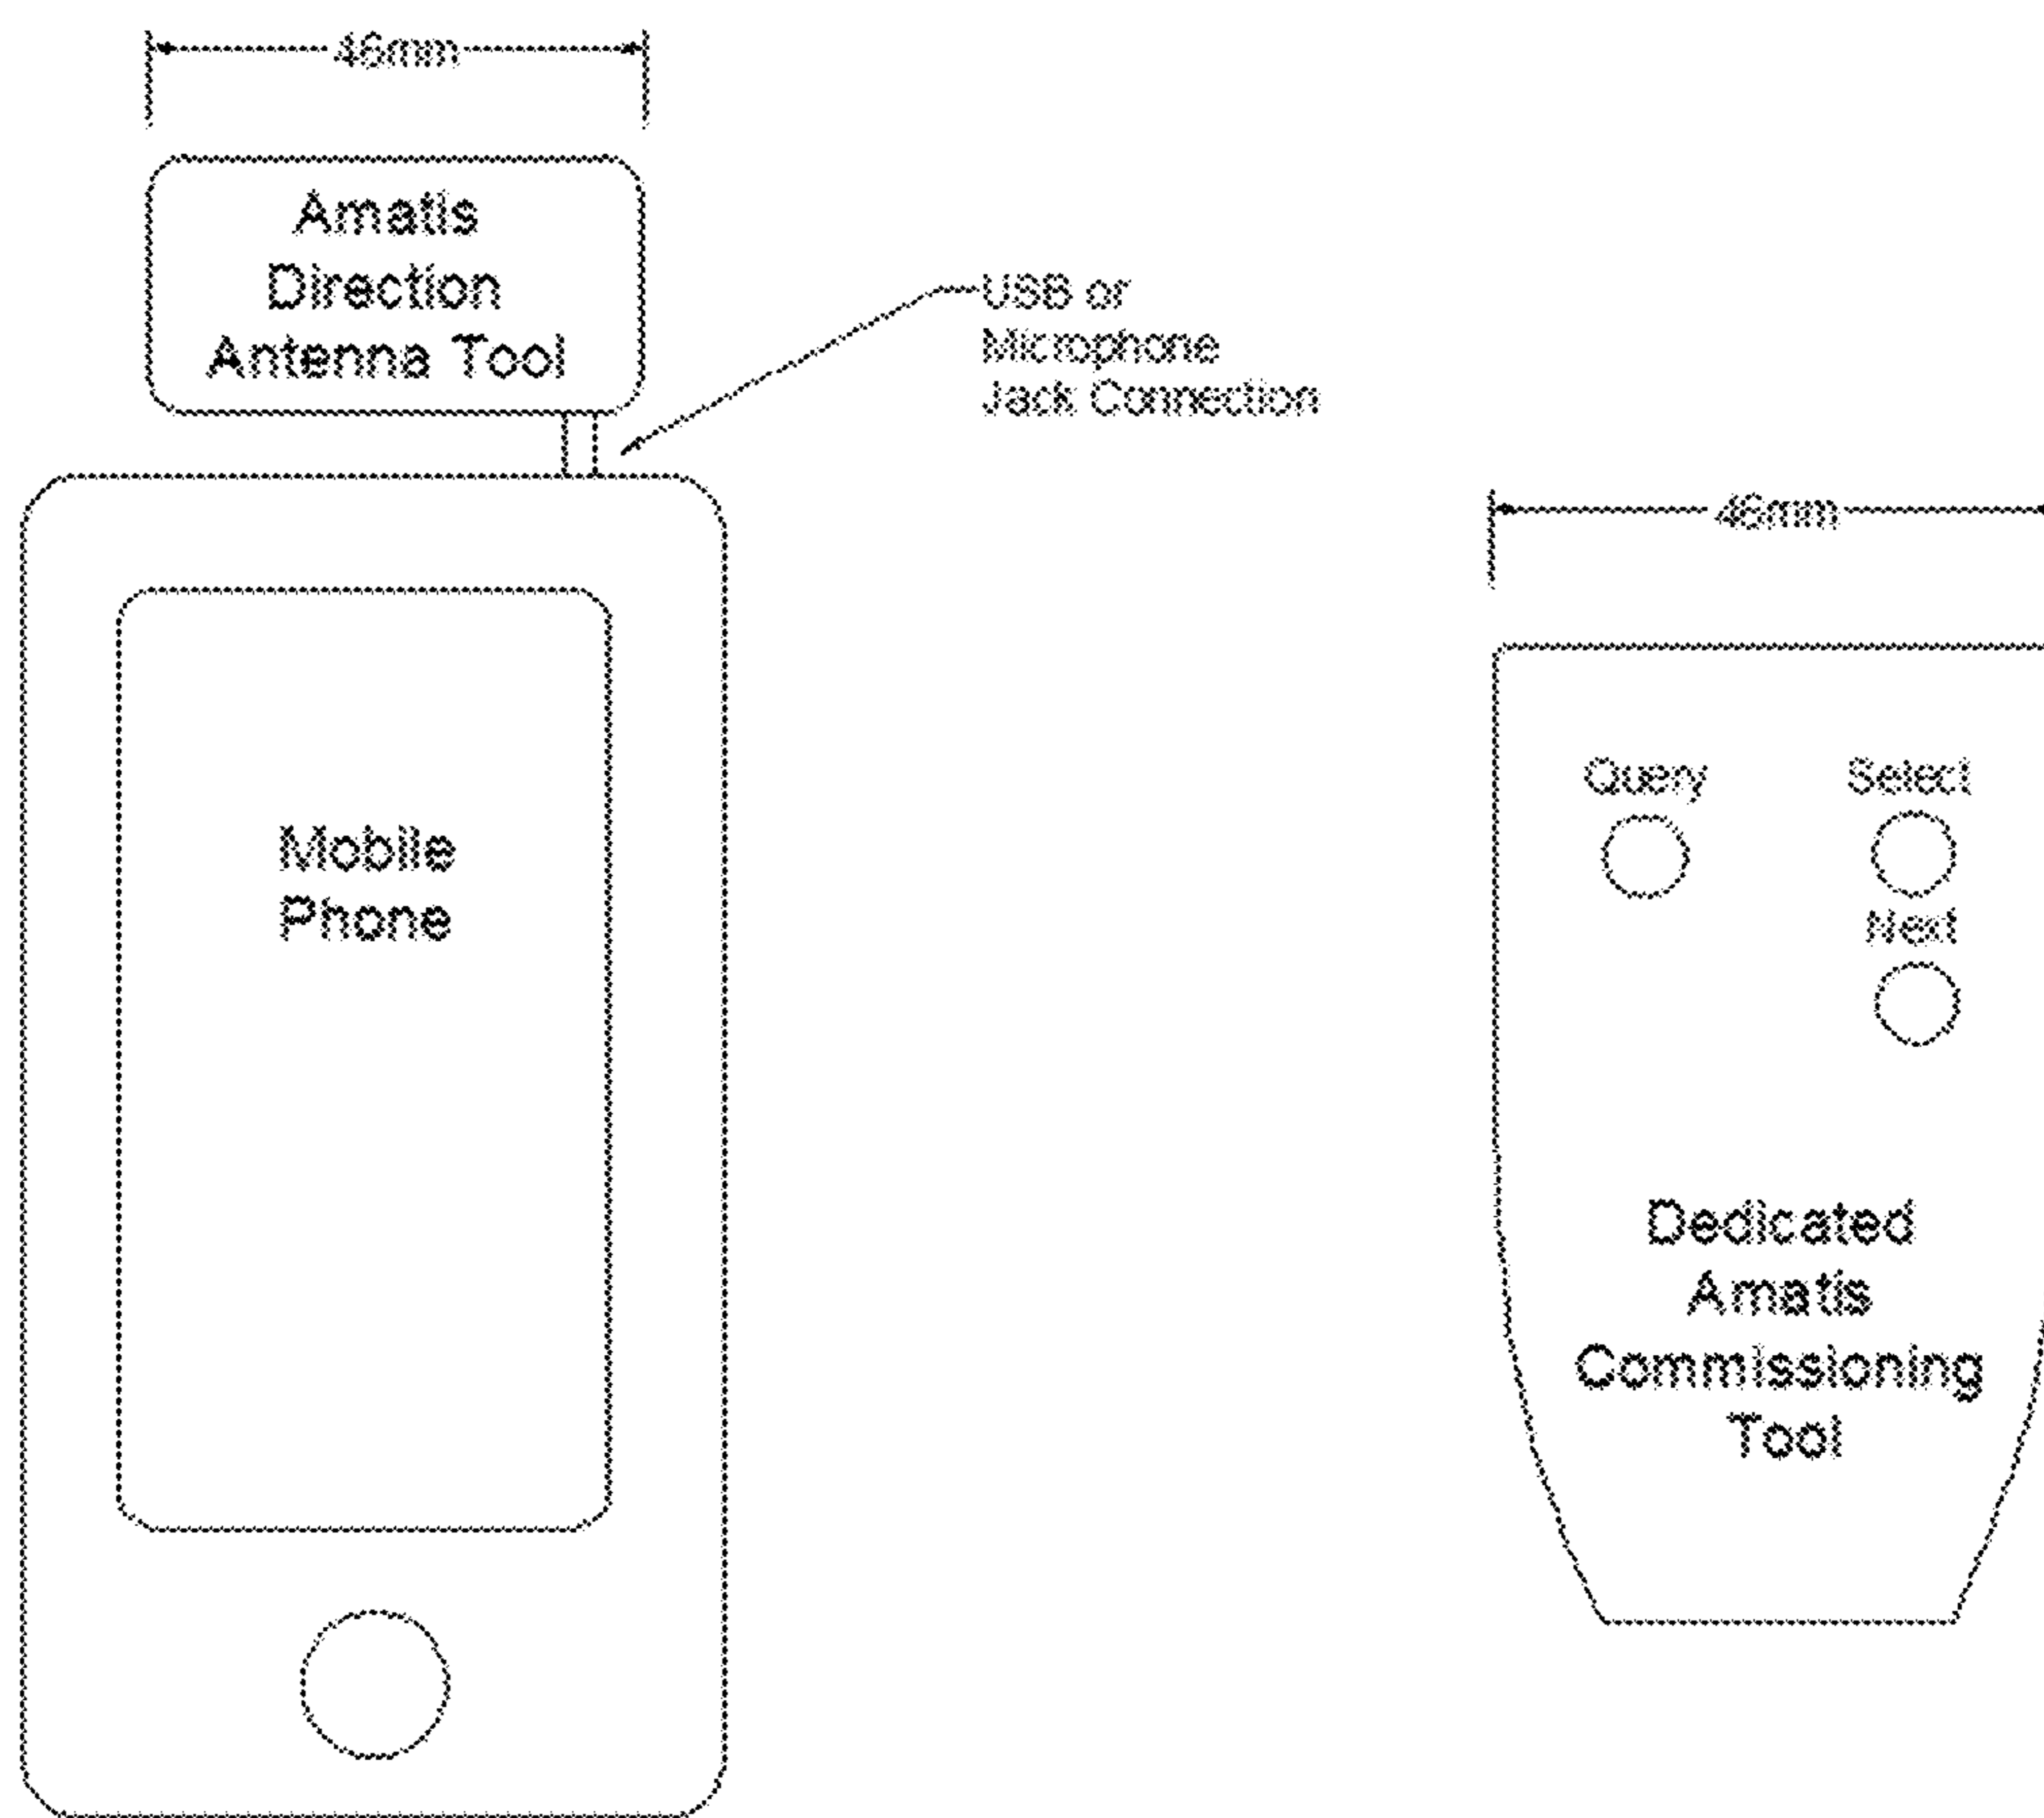 46mm
Amatis
Direction
Antenna Tool
USB or
Microphone
Jack Connection
Mobile
Phone
46mm
Query
Select
Next
Dedicated
Amatis
Commissioning
Tool